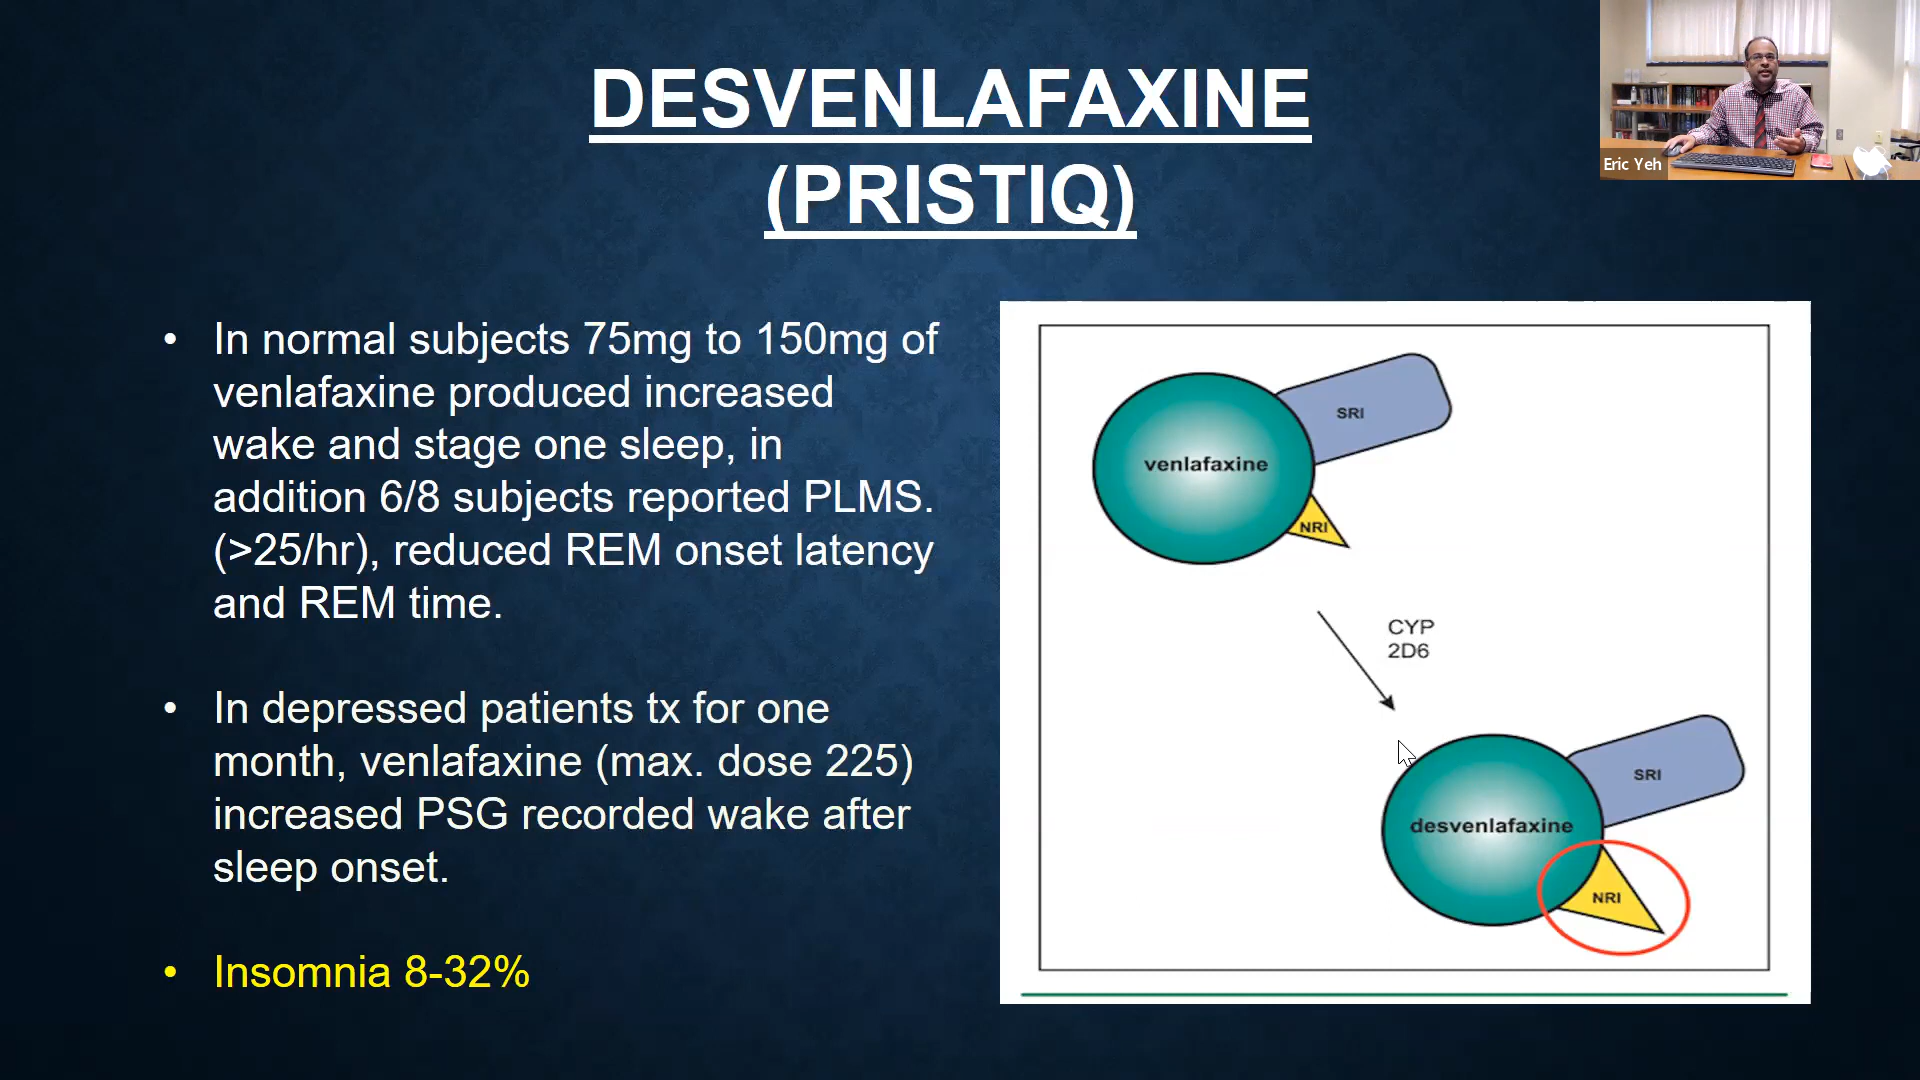 DESVENLAFAXINE
(PRISTIQ)
Eric Yeh
• In normal subjects 75mg to 150mg of
venlafaxine produced increased
wake and stage one sleep, in
addition 6/8 subjects reported PLMS.
(>25/hr), reduced REM onset latency
and REM time.
• In depressed patients tx for one
month, venlafaxine (max. dose 225)
increased PSG recorded wake after
sleep onset.
• Insomnia 8-32%
SRI
venlafaxine
NRI
CYP
2D6
SRI
desvenlafaxine
NRI